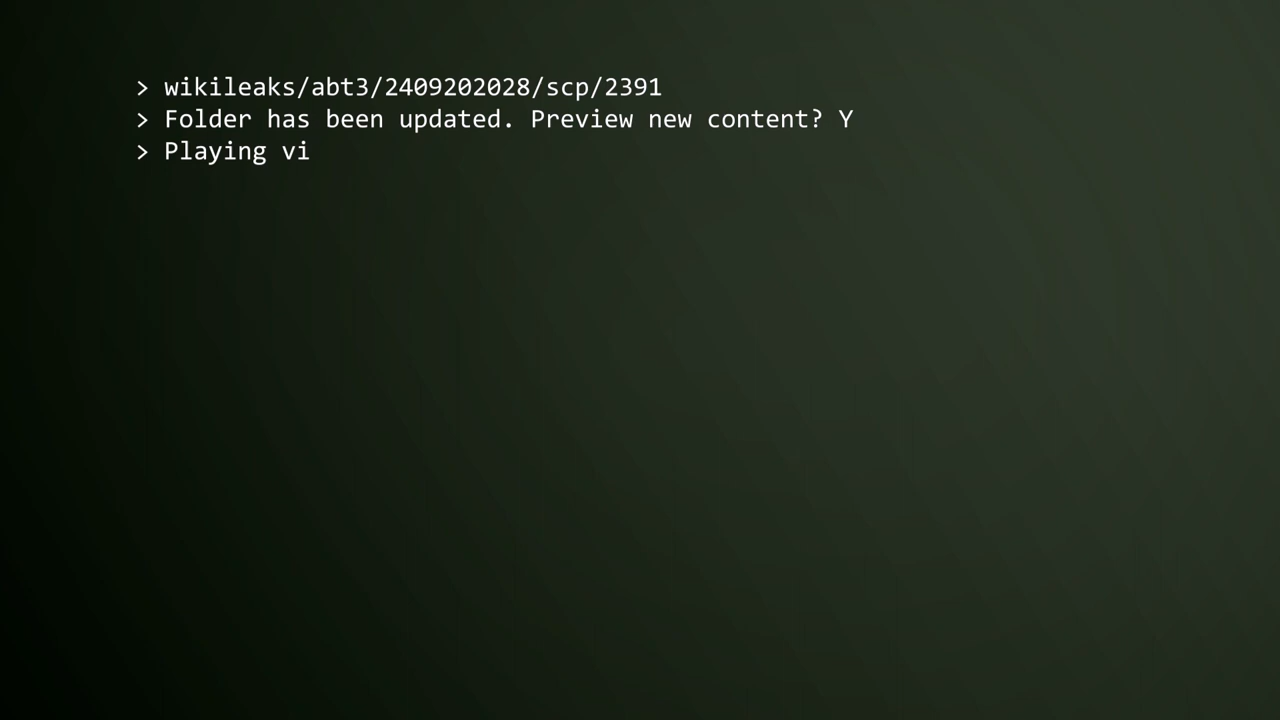 > wikileaks/abt3/2409202028/scp/2391
> Folder has been updated. Preview new content? Y
> Playing vi